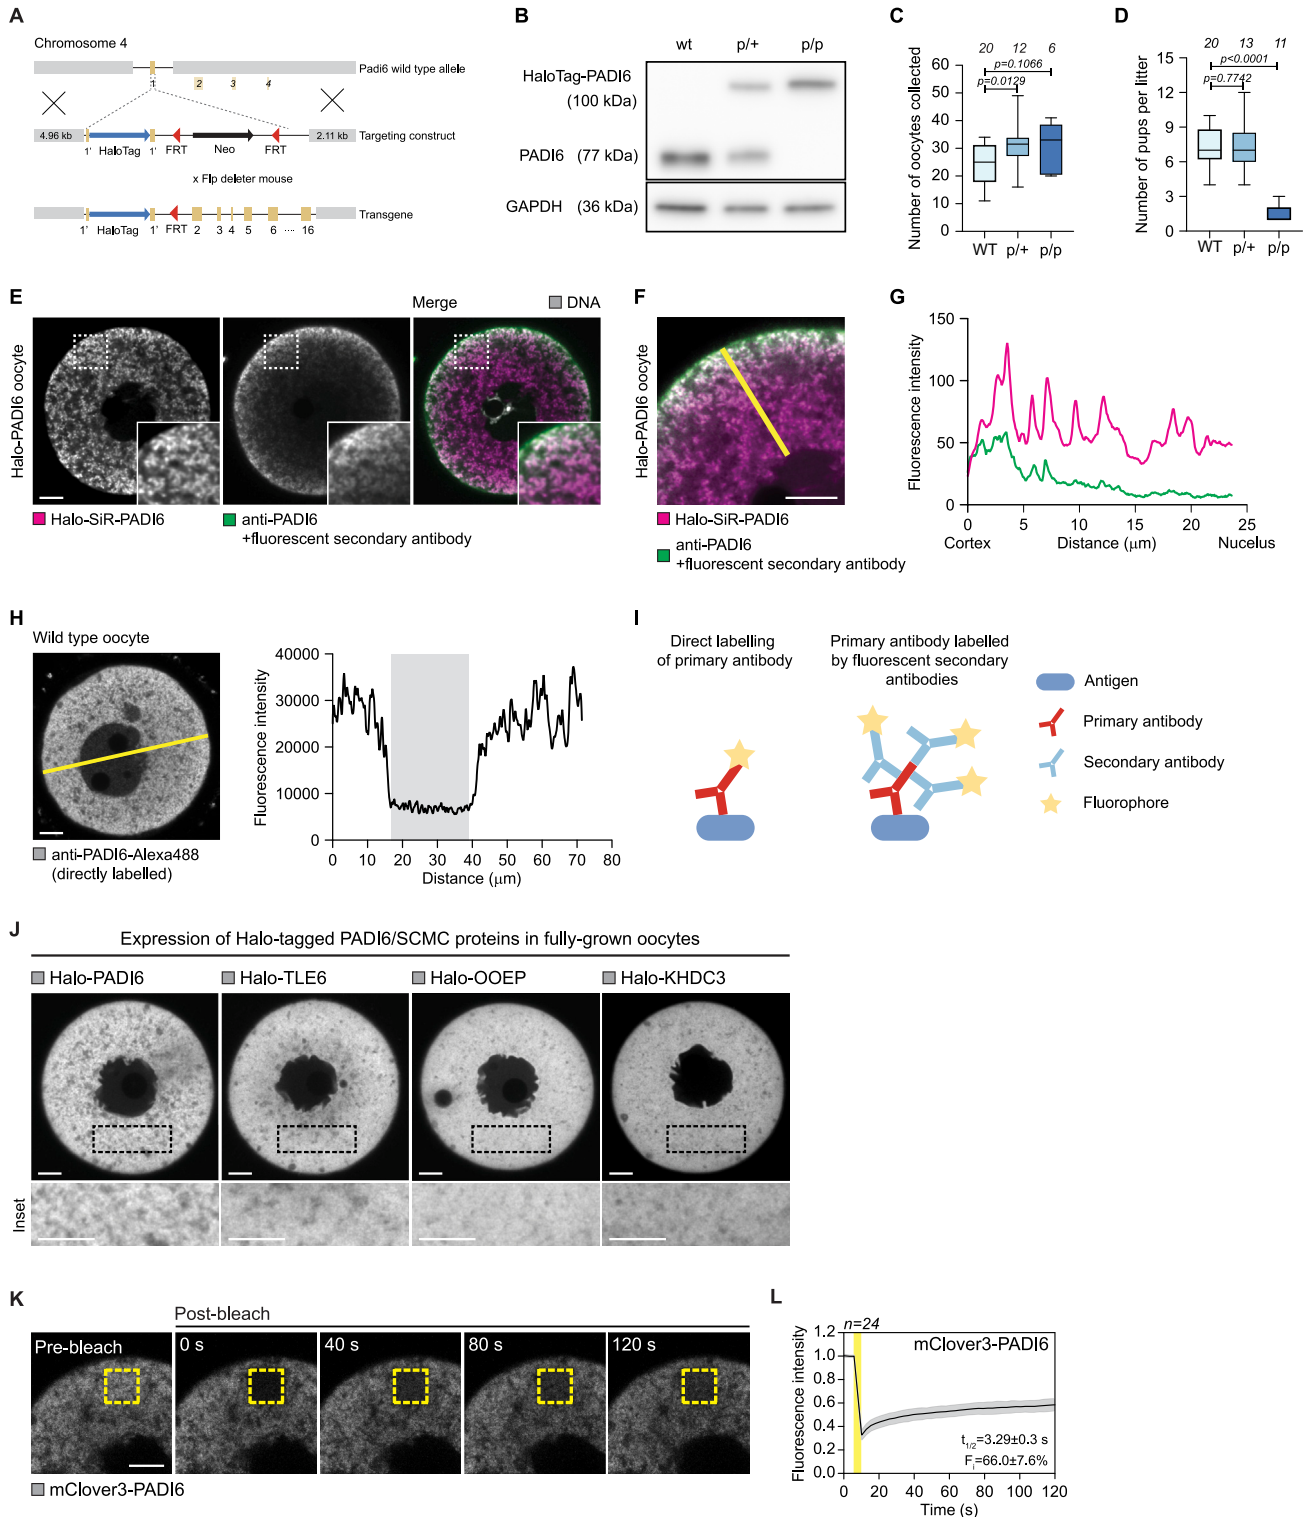 A
Chromosome 4
Padi6 wild type allele
1 2 3 4
4.96 kb
2.11 kb
Targeting construct
1' HaloTag 1' FRT Neo FRT
x Flp deleter mouse
Transgene
1' HaloTag 1' FRT 2 3 4 5 6 .... 16
B
wt p/+ p/p
HaloTag-PADI6
(100 kDa)
PADI6 (77 kDa)
GAPDH (36 kDa)
C
20 12 6
p=0.1066
p=0.0129
Number of oocytes collected
60
50
40
30
20
10
0
WT p/+ p/p
D
20 13 11
p<0.0001
p=0.7742
Number of pups per litter
15
12
9
6
3
0
WT p/+ p/p
E
Merge
DNA
Halo-PADI6 oocyte
Halo-SiR-PADI6
anti-PADI6
+fluorescent secondary antibody
F
Halo-PADI6 oocyte
Halo-SiR-PADI6
anti-PADI6
+fluorescent secondary antibody
G
Fluorescence intensity
150
100
50
0
0 5 10 15 20 25
Cortex Distance (μm) Nucelus
H
Wild type oocyte
anti-PADI6-Alexa488
(directly labelled)
Fluorescence intensity
40000
30000
20000
10000
0
0 10 20 30 40 50 60 70 80
Distance (μm)
I
Direct labelling
of primary antibody
Primary antibody labelled
by fluorescent secondary
antibodies
Antigen
Primary antibody
Secondary antibody
Fluorophore
J
Expression of Halo-tagged PADI6/SCMC proteins in fully-grown oocytes
Halo-PADI6 Halo-TLE6 Halo-OOEP Halo-KHDC3
Inset
K
Post-bleach
Pre-bleach 0 s 40 s 80 s 120 s
mClover3-PADI6
L
n=24
mClover3-PADI6
Fluorescence intensity
1.2
1.0
0.8
0.6
0.4
0.2
0.0
t1/2=3.29±0.3 s
Fi=66.0±7.6%
0 20 40 60 80 100 120
Time (s)